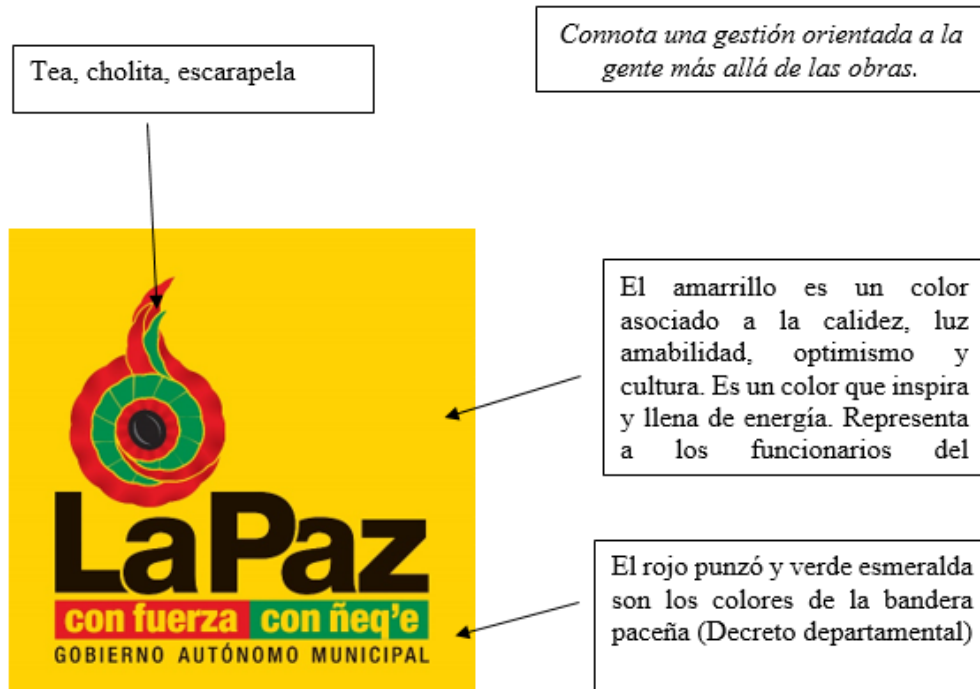 Connota una gestión orientada a la
gente más allá de las obras.
Tea, cholita, escarapela
El amarrillo es un color
asociado a la calidez, luz
amabilidad, optimismo y
cultura. Es un color que inspira
y llena de energía. Representa
a los funcionarios del
LaPaz
con fuerza con ñeq'e
GOBIERNO AUTÓNOMO MUNICIPAL
El rojo punzó y verde esmeralda
son los colores de la bandera
paceña (Decreto departamental)